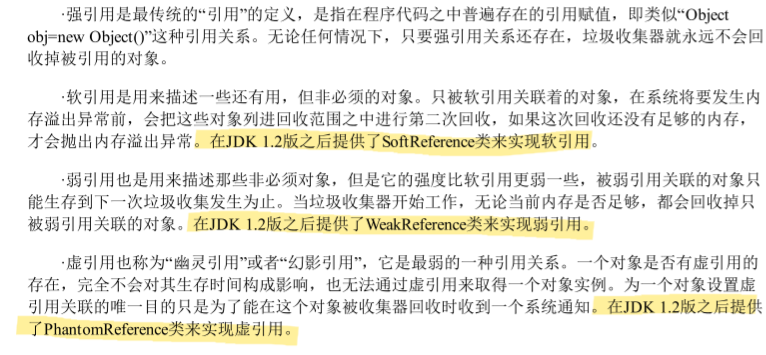 ·强引用是最传统的“引用”的定义，是指在程序代码之中普遍存在的引用赋值，即类似“Object
obj=new Object()”这种引用关系。无论任何情况下，只要强引用关系还存在，垃圾收集器就永远不会回
收掉被引用的对象。
·软引用是用来描述一些还有用，但非必须的对象。只被软引用关联着的对象，在系统将要发生内
存溢出异常前，会把这些对象列进回收范围之中进行第二次回收，如果这次回收还没有足够的内存，
才会抛出内存溢出异常。在JDK 1.2版之后提供了SoftReference类来实现软引用。
·弱引用也是用来描述那些非必须对象，但是它的强度比软引用更弱一些，被弱引用关联的对象只
能生存到下一次垃圾收集发生为止。当垃圾收集器开始工作，无论当前内存是否足够，都会回收掉只
被弱引用关联的对象。在JDK 1.2版之后提供了WeakReference类来实现弱引用。
·虚引用也称为“幽灵引用”或者“幻影引用”，它是最弱的一种引用关系。一个对象是否有虚引用的
存在，完全不会对其生存时间构成影响，也无法通过虚引用来取得一个对象实例。为一个对象设置虚
引用关联的唯一目的只是为了能在这个对象被收集器回收时收到一个系统通知。在JDK 1.2版之后提供
了PhantomReference类来实现虚引用。